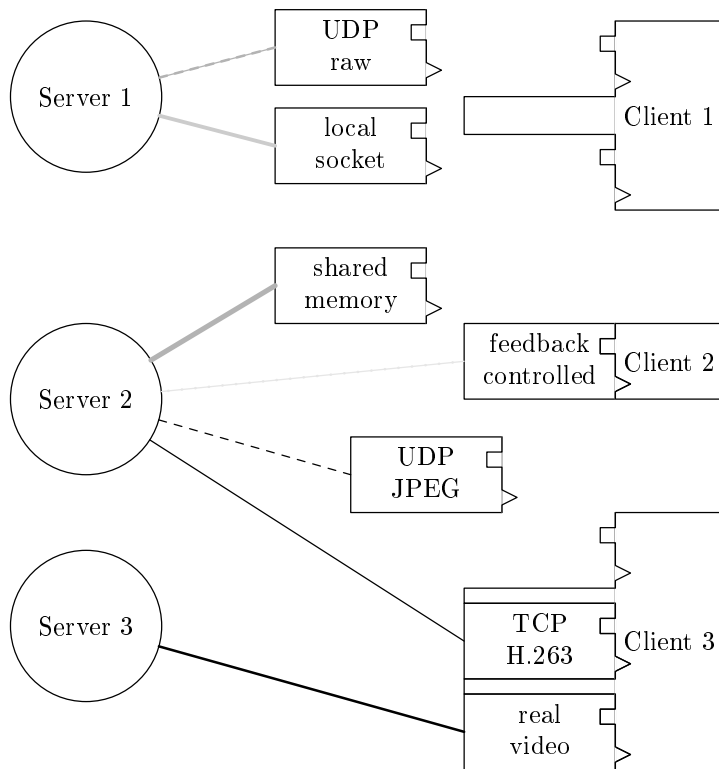 UDP
raw
Server 1
local
socket
Client 1
shared
memory
feedback
controlled
Client 2
Server 2
UDP
JPEG
Server 3
TCP
H.263
Client 3
real
video